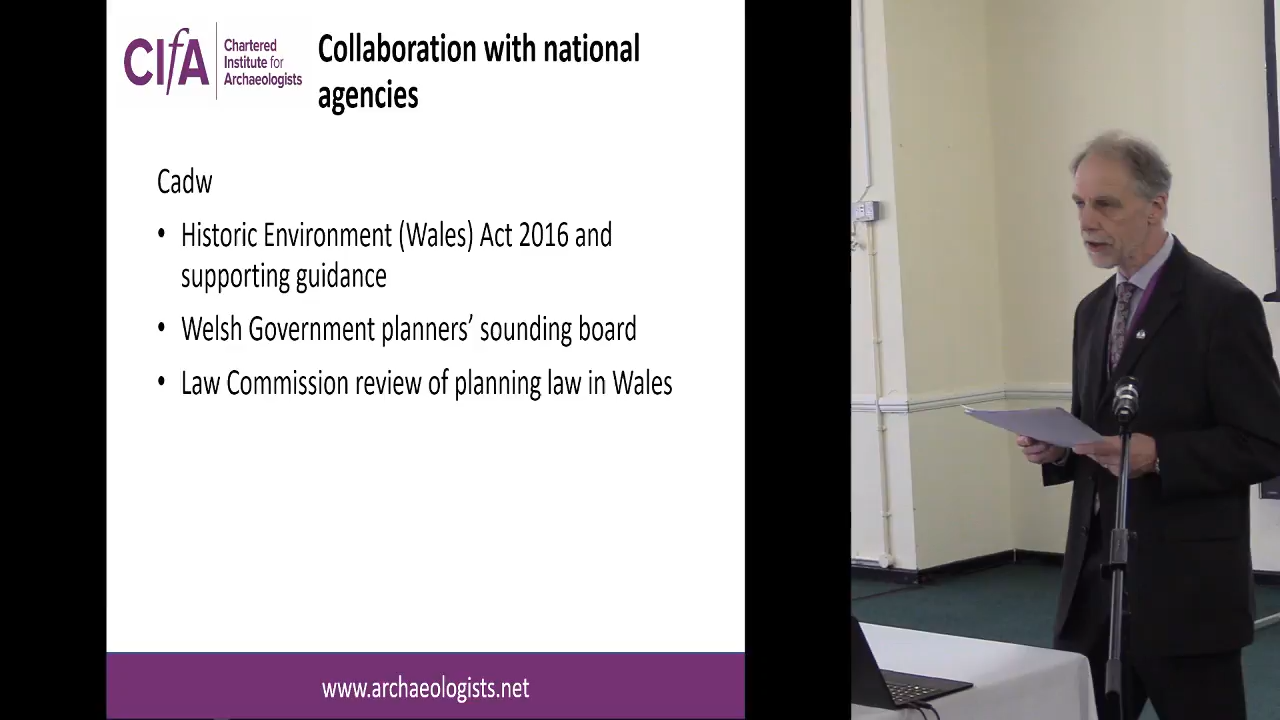 CIfA
Chartered
Institute for
Archaeologists
Collaboration with national
agencies
Cadw
• Historic Environment (Wales) Act 2016 and
supporting guidance
• Welsh Government planners’ sounding board
• Law Commission review of planning law in Wales
www.archaeologists.net